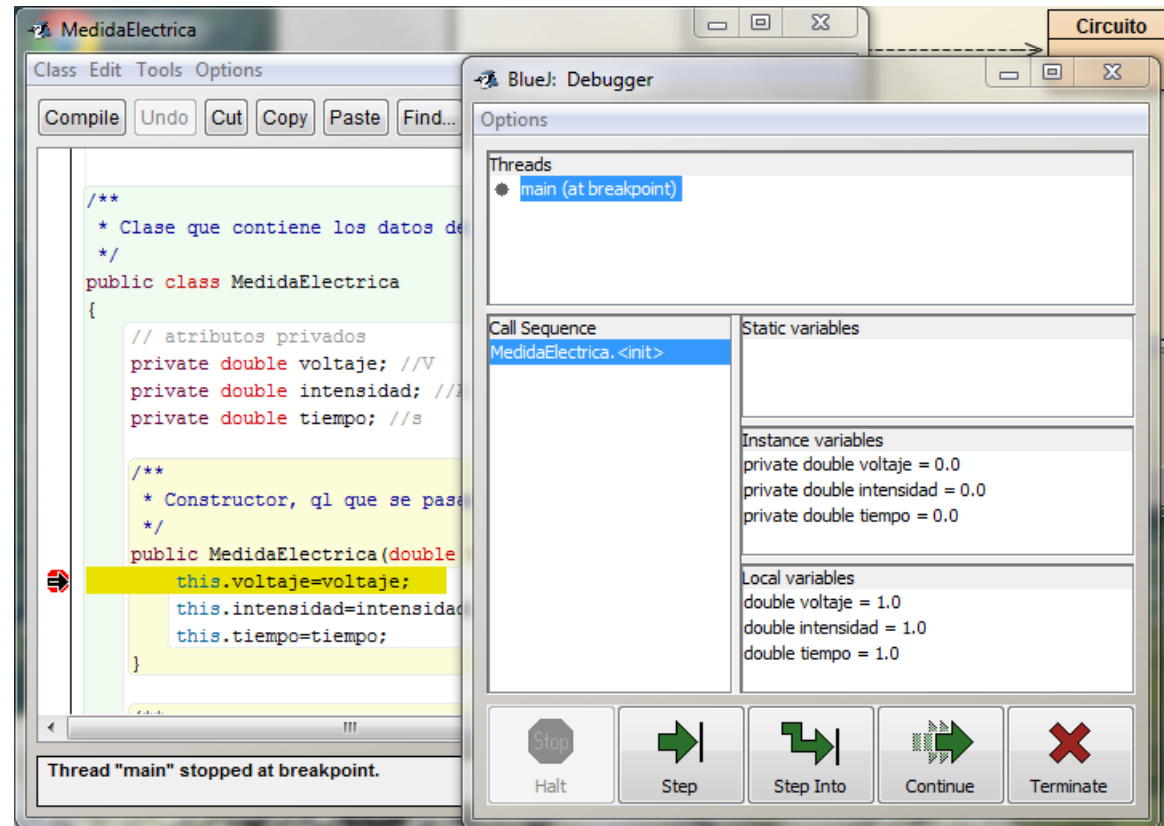 MedidaElectrica
Class Edit Tools Options
Compile Undo Cut Copy Paste Find...
/**
* Clase que contiene los datos de
*/
public class MedidaElectrica
{
// atributos privados
private double voltaje; //V
private double intensidad; //
private double tiempo; //s
/**
* Constructor, ql que se pasa
*/
public MedidaElectrica(double
this.voltaje=voltaje;
this.intensidad=intensidad
this.tiempo=tiempo;
}
Thread "main" stopped at breakpoint.
Circuito
BlueJ: Debugger
Options
Threads
main (at breakpoint)
Call Sequence
MedidaElectrica.<init>
Static variables
Instance variables
private double voltaje = 0.0
private double intensidad = 0.0
private double tiempo = 0.0
Local variables
double voltaje = 1.0
double intensidad = 1.0
double tiempo = 1.0
Stop
Halt Step Step Into Continue Terminate